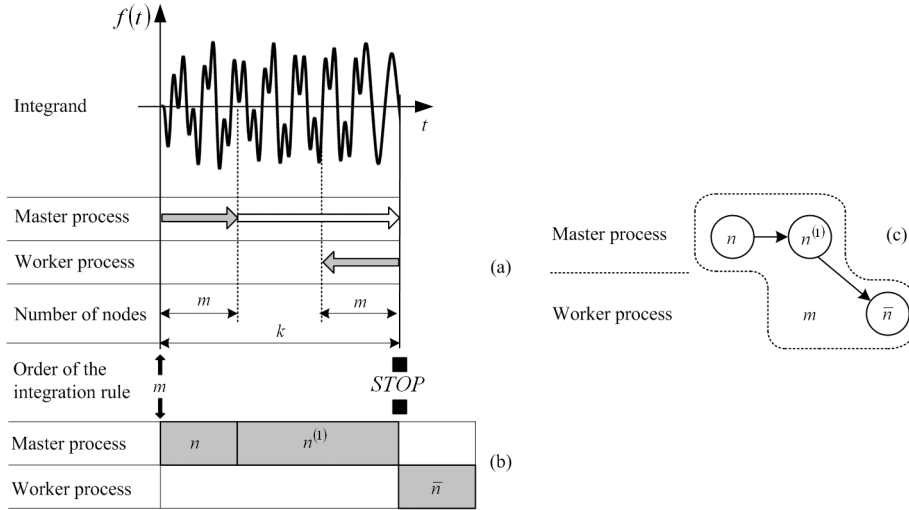 f(t)
Integrand
t
Master process
Worker process
(a)
Number of nodes
m
m
k
Order of the
integration rule
m
STOP
Master process
n
n(1)
(b)
Worker process
n̄
Master process
n
n(1)
(c)
Worker process
m
n̄